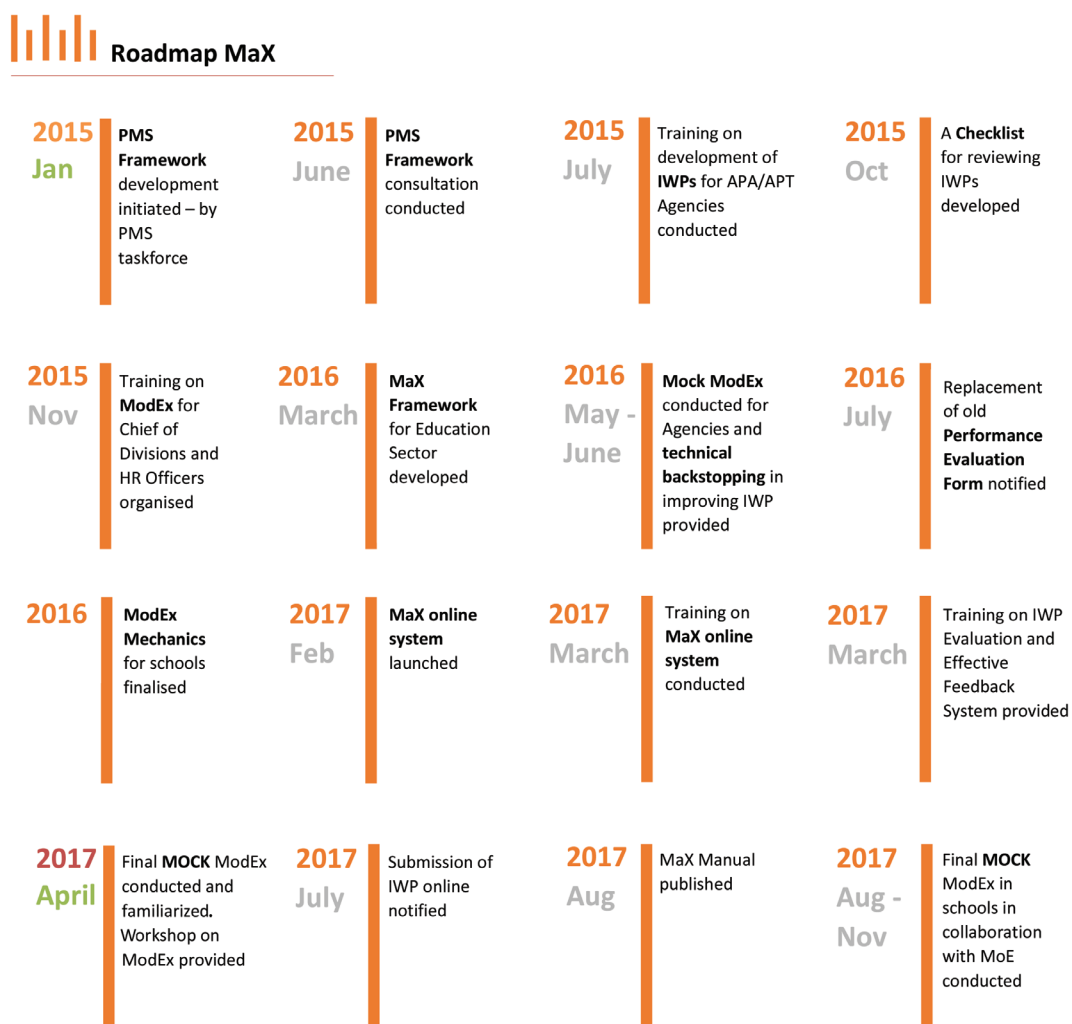 Roadmap MaX
2015
Jan
PMS
Framework
development
initiated – by
PMS
taskforce
2015
June
PMS
Framework
consultation
conducted
2015
July
Training on
development of
IWPs for APA/APT
Agencies
conducted
2015
Oct
A Checklist
for reviewing
IWPs
developed
2015
Nov
Training on
ModEx for
Chief of
Divisions and
HR Officers
organised
2016
March
MaX
Framework
for Education
Sector
developed
2016
May -
June
Mock ModEx
conducted for
Agencies and
technical
backstopping in
improving IWP
provided
2016
July
Replacement
of old
Performance
Evaluation
Form notified
2016
ModEx
Mechanics
for schools
finalised
2017
Feb
MaX online
system
launched
2017
March
Training on
MaX online
system
conducted
2017
March
Training on IWP
Evaluation and
Effective
Feedback
System provided
2017
April
Final MOCK ModEx
conducted and
familiarized.
Workshop on
ModEx provided
2017
July
Submission of
IWP online
notified
2017
Aug
MaX Manual
published
2017
Aug -
Nov
Final MOCK
ModEx in
schools in
collaboration
with MoE
conducted